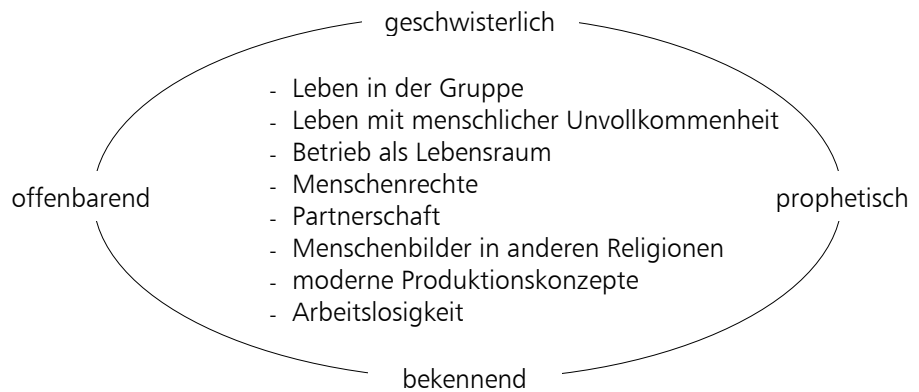 geschwisterlich
- Leben in der Gruppe
- Leben mit menschlicher Unvollkommenheit
- Betrieb als Lebensraum
- Menschenrechte
offenbarend
prophetisch
- Partnerschaft
- Menschenbilder in anderen Religionen
- moderne Produktionskonzepte
- Arbeitslosigkeit
bekennend